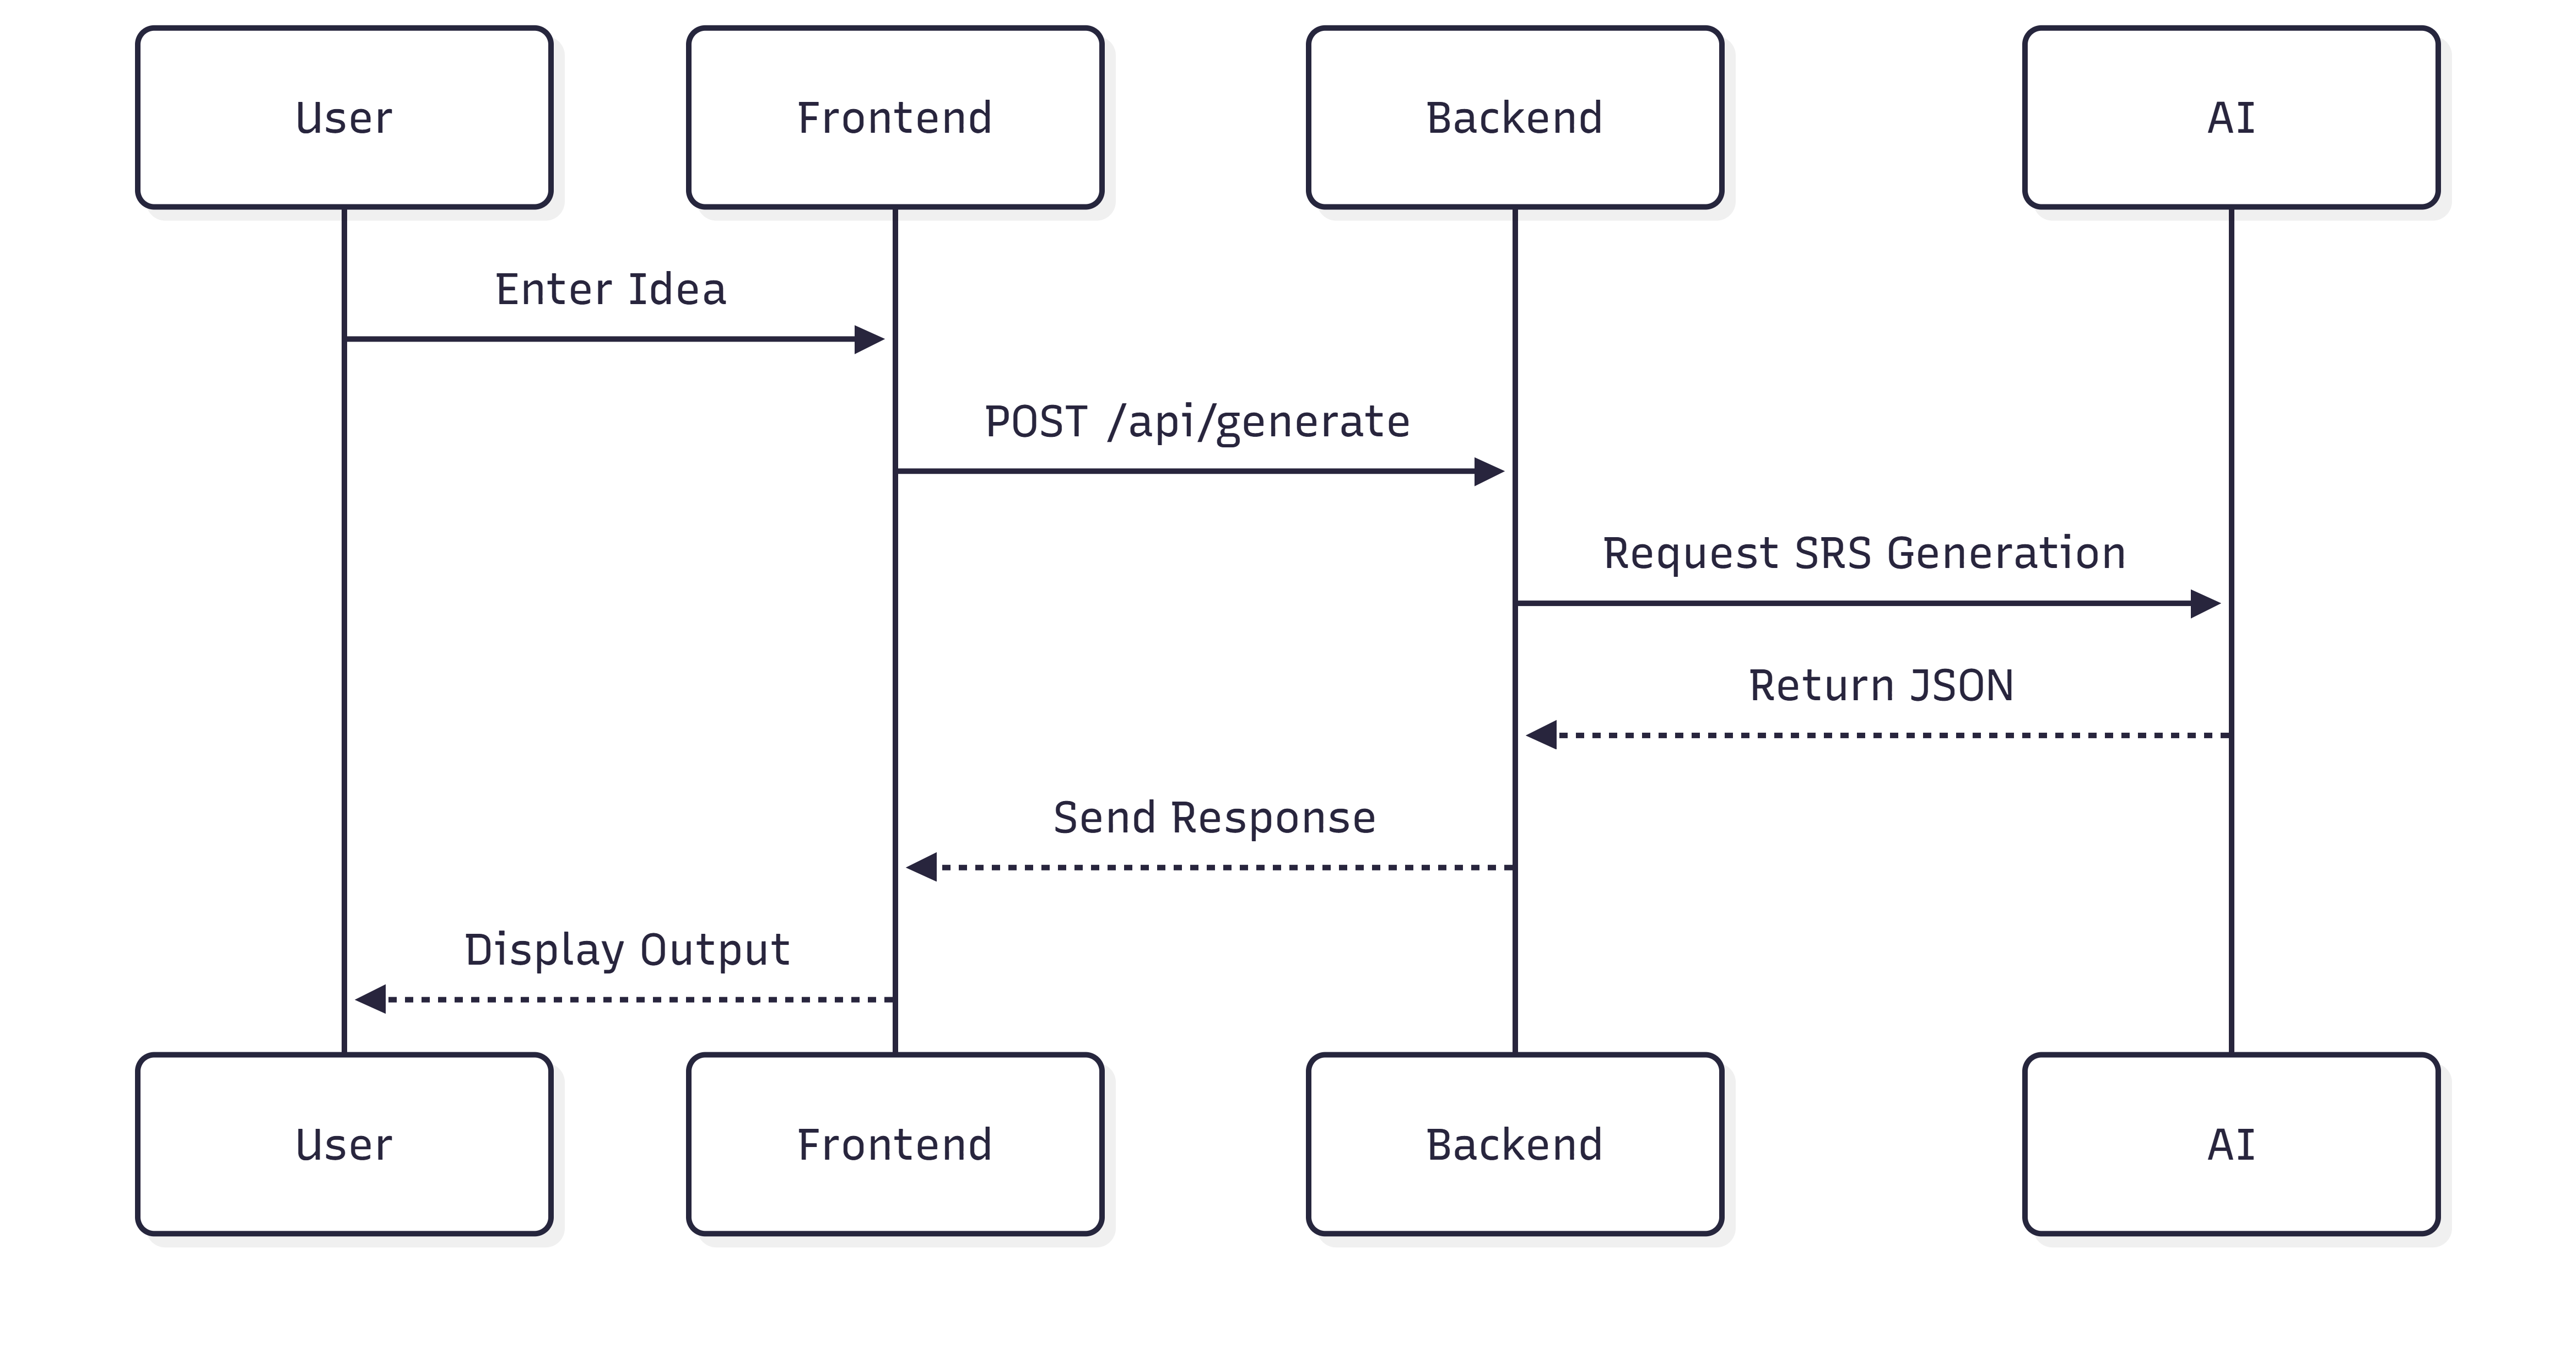 User
Frontend
Backend
AI
Enter Idea
POST /api/generate
Request SRS Generation
Return JSON
Send Response
Display Output
User
Frontend
Backend
AI